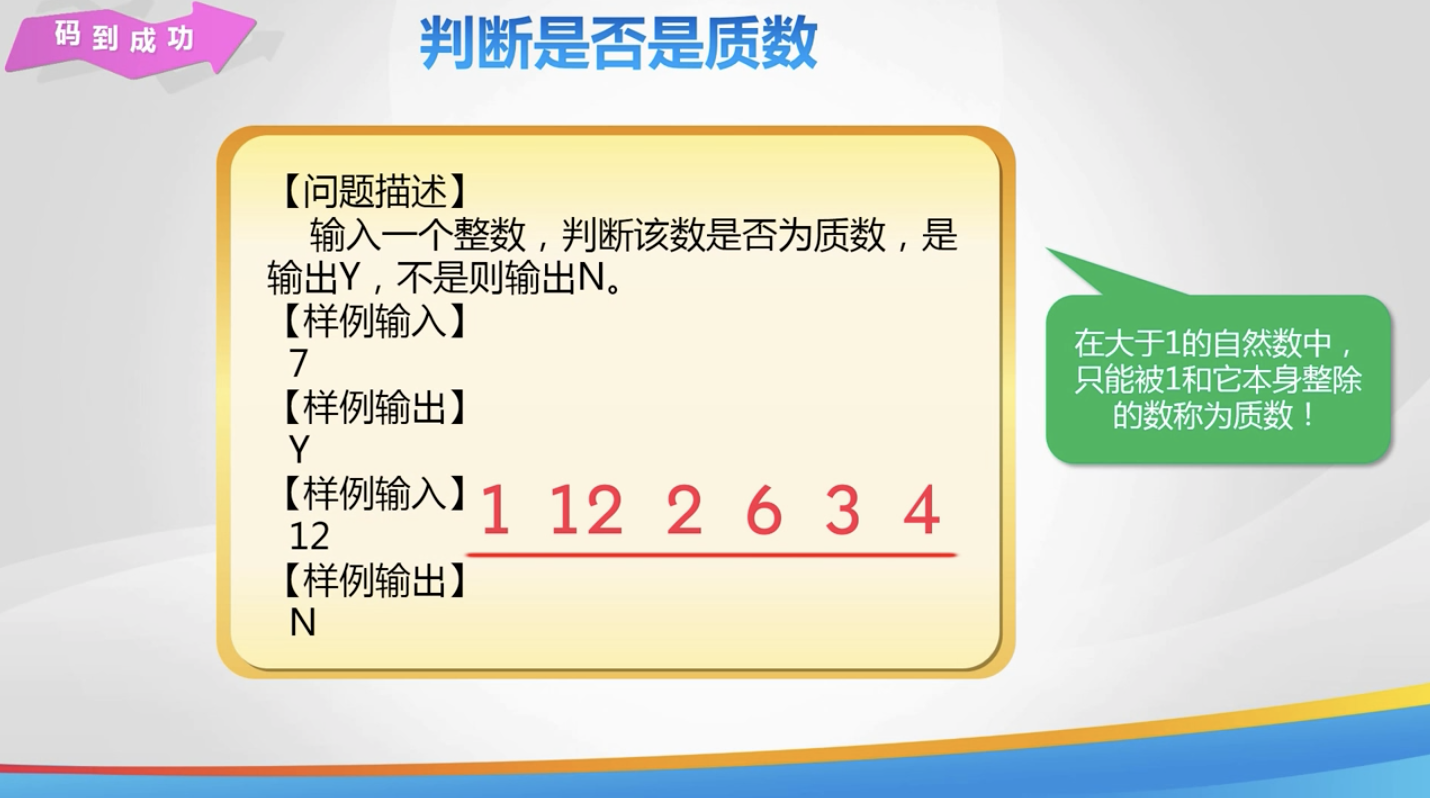 码到成功
判断是否是质数
【问题描述】
输入一个整数，判断该数是否为质数，是
输出Y，不是则输出N。
【样例输入】
7
【样例输出】
Y
【样例输入】
12
1 12 2 6 3 4
【样例输出】
N
在大于1的自然数中，
只能被1和它本身整除
的数称为质数！